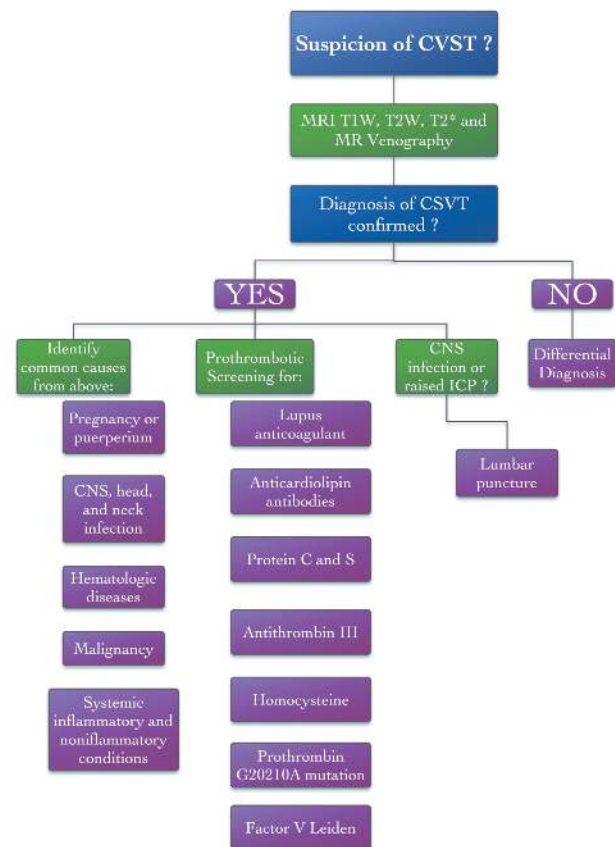 Suspicion of CVST ?
MRI T1W, T2W, T2* and
MR Venography
Diagnosis of CSVT
confirmed ?
YES
NO
Identify
common causes
from above:
Pregnancy or
puerperium
CNS, head,
and neck
infection
Hematologic
diseases
Malignancy
Systemic
inflammatory and
noniflammatory
conditions
Prothrombotic
Screening for:
Lupus
anticoagulant
Anticardiolipin
antibodies
Protein C and S
Antithrombin III
Homocysteine
Prothrombin
G20210A mutation
Factor V Leiden
CNS
infection or
raised ICP ?
Lumbar
puncture
Differential
Diagnosis